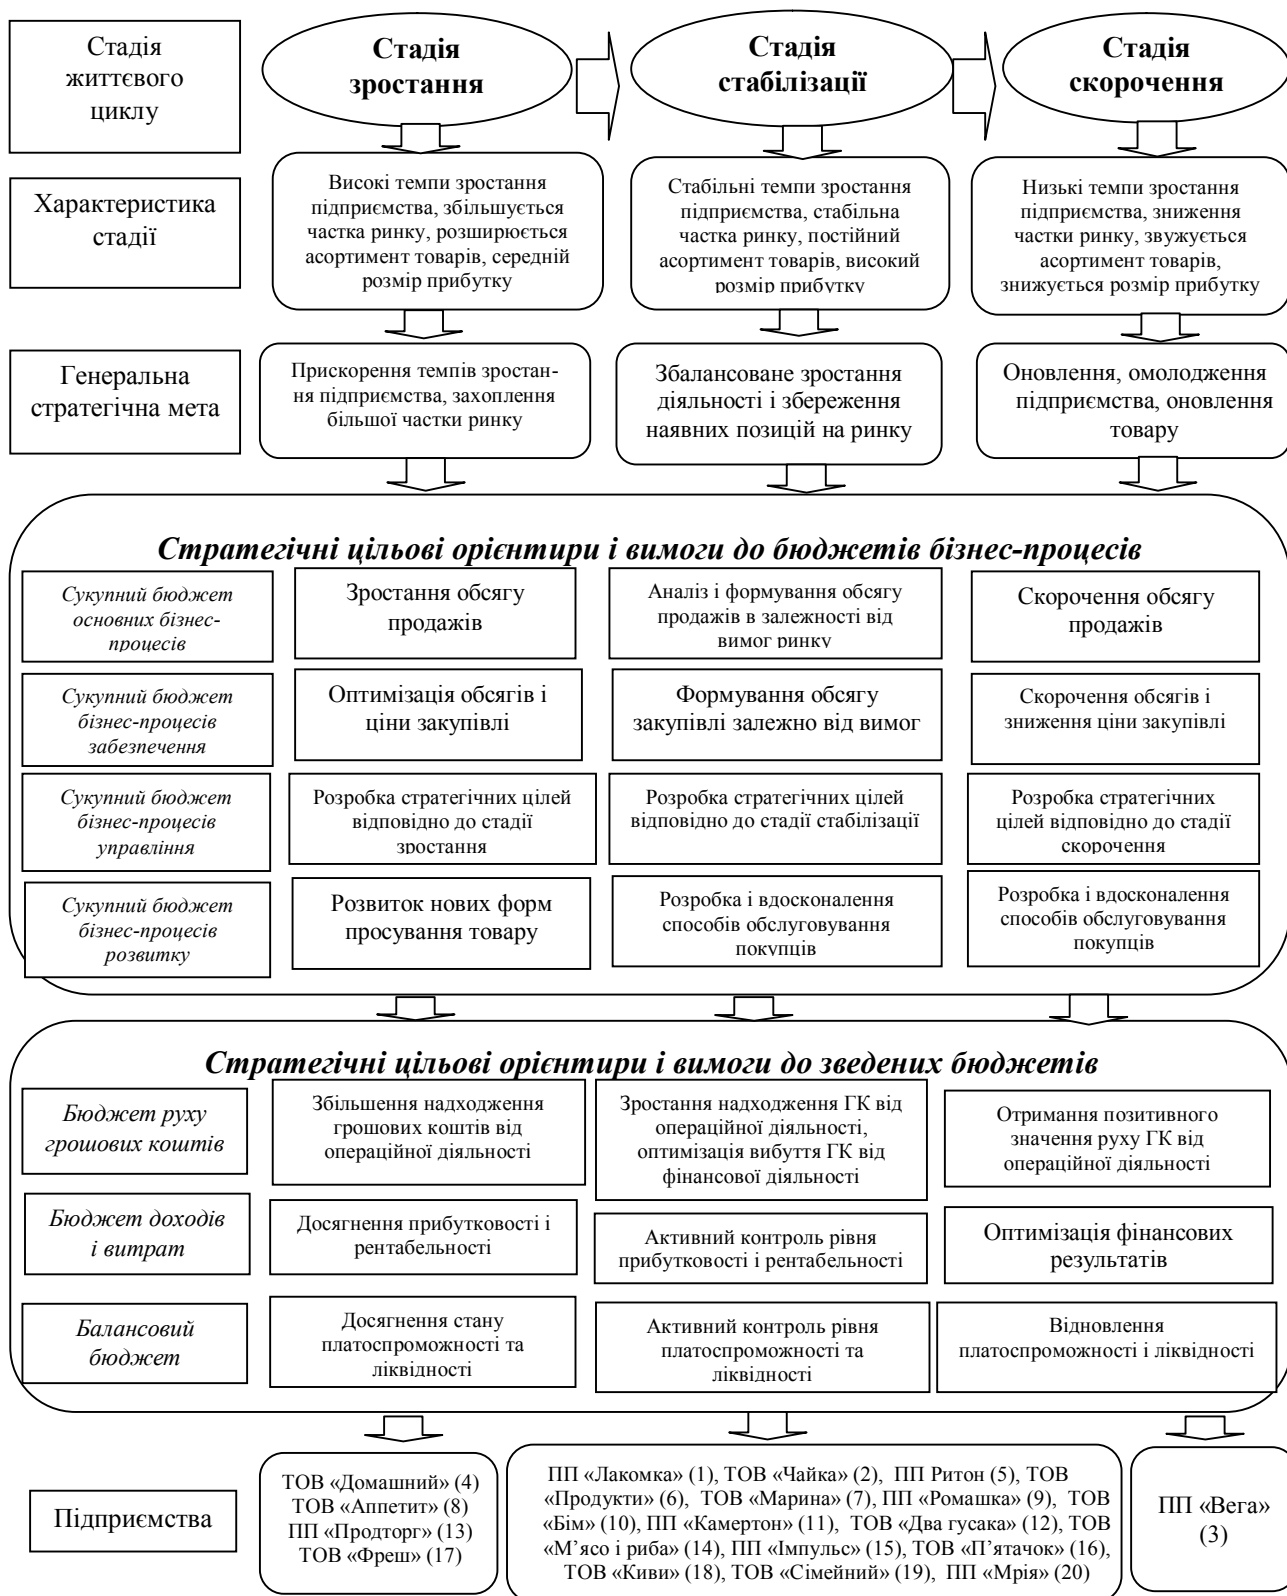 Стадія
життєвого
циклу
Стадія
зростання
Стадія
стабілізації
Стадія
скорочення
Характеристика
стадії
Високі темпи зростання
підприємства, збільшується
частка ринку, розширюється
асортимент товарів, середній
розмір прибутку
Стабільні темпи зростання
підприємства, стабільна
частка ринку, постійний
асортимент товарів, високий
розмір прибутку
Низькі темпи зростання
підприємства, зниження
частки ринку, звужується
асортимент товарів,
знижується розмір прибутку
Генеральна
стратегічна мета
Прискорення темпів зростан-
ня підприємства, захоплення
більшої частки ринку
Збалансоване зростання
діяльності і збереження
наявних позицій на ринку
Оновлення, омолодження
підприємства, оновлення
товару
Стратегічні цільові орієнтири і вимоги до бюджетів бізнес-процесів
Сукупний бюджет
основних бізнес-
процесів
Зростання обсягу
продажів
Аналіз і формування обсягу
продажів в залежності від
вимог ринку
Скорочення обсягу
продажів
Сукупний бюджет
бізнес-процесів
забезпечення
Оптимізація обсягів і
ціни закупівлі
Формування обсягу
закупівлі залежно від вимог
Скорочення обсягів і
зниження ціни закупівлі
Сукупний бюджет
бізнес-процесів
управління
Розробка стратегічних цілей
відповідно до стадії
зростання
Розробка стратегічних цілей
відповідно до стадії стабілізації
Розробка стратегічних
цілей відповідно до стадії
скорочення
Сукупний бюджет
бізнес-процесів
розвитку
Розвиток нових форм
просування товару
Розробка і вдосконалення
способів обслуговування
покупців
Розробка і вдосконалення
способів обслуговування
покупців
Стратегічні цільові орієнтири і вимоги до зведених бюджетів
Бюджет руху
грошових коштів
Збільшення надходження
грошових коштів від
операційної діяльності
Зростання надходження ГК від
операційної діяльності,
оптимізація вибуття ГК від
фінансової діяльності
Отримання позитивного
значення руху ГК від
операційної діяльності
Бюджет доходів
і витрат
Досягнення прибутковості і
рентабельності
Активний контроль рівня
прибутковості і рентабельності
Оптимізація фінансових
результатів
Балансовий
бюджет
Досягнення стану
платоспроможності та
ліквідності
Активний контроль рівня
платоспроможності та
ліквідності
Відновлення
платоспроможності і ліквідності
Підприємства
ТОВ «Домашний» (4)
ТОВ «Аппетит» (8)
ПП «Продторг» (13)
ТОВ «Фреш» (17)
ПП «Лакомка» (1), ТОВ «Чайка» (2), ПП Ритон (5), ТОВ
«Продукти» (6), ТОВ «Марина» (7), ПП «Ромашка» (9), ТОВ
«Бім» (10), ПП «Камертон» (11), ТОВ «Два гусака» (12), ТОВ
«М’ясо і риба» (14), ПП «Імпульс» (15), ТОВ «П’ятачок» (16),
ТОВ «Киви» (18), ТОВ «Сімейний» (19), ПП «Мрія» (20)
ПП «Вега»
(3)